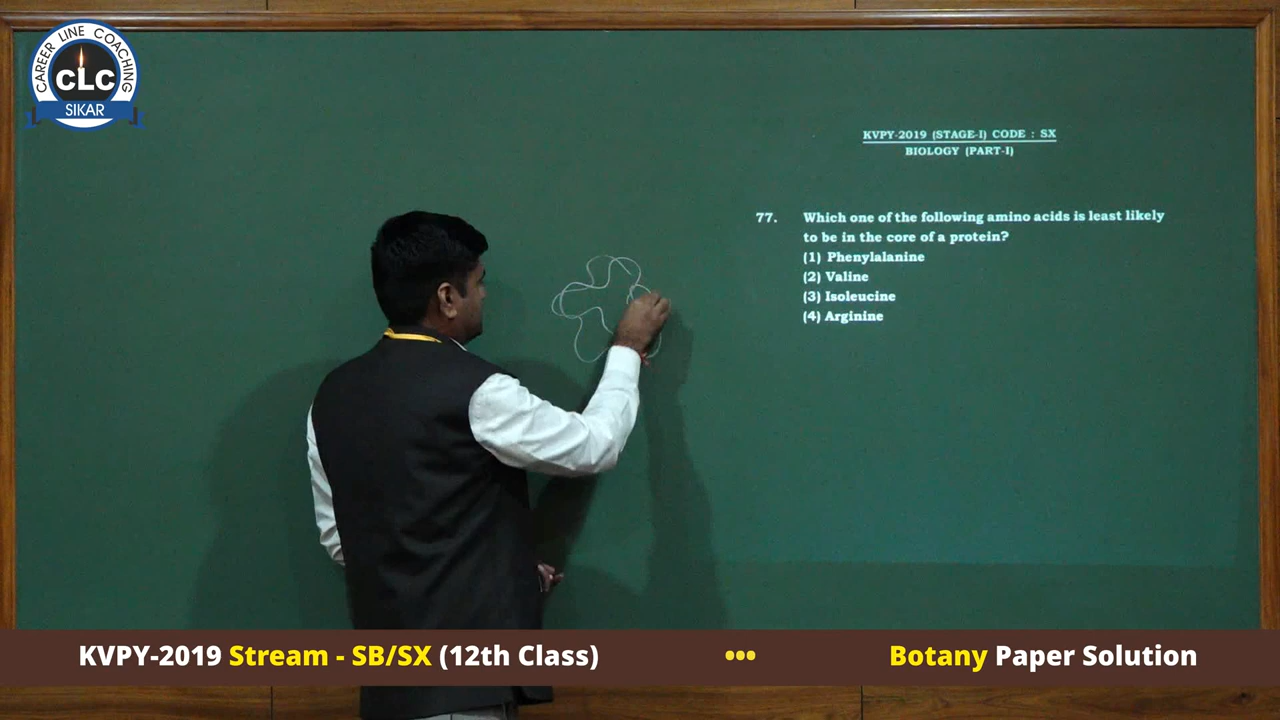 CAREER LINE COACHING
CLC
SIKAR
KVPY-2019 (STAGE-I) CODE : SX
BIOLOGY (PART-I)
77. Which one of the following amino acids is least likely
to be in the core of a protein?
(1) Phenylalanine
(2) Valine
(3) Isoleucine
(4) Arginine
KVPY-2019 Stream - SB/SX (12th Class) ••• Botany Paper Solution